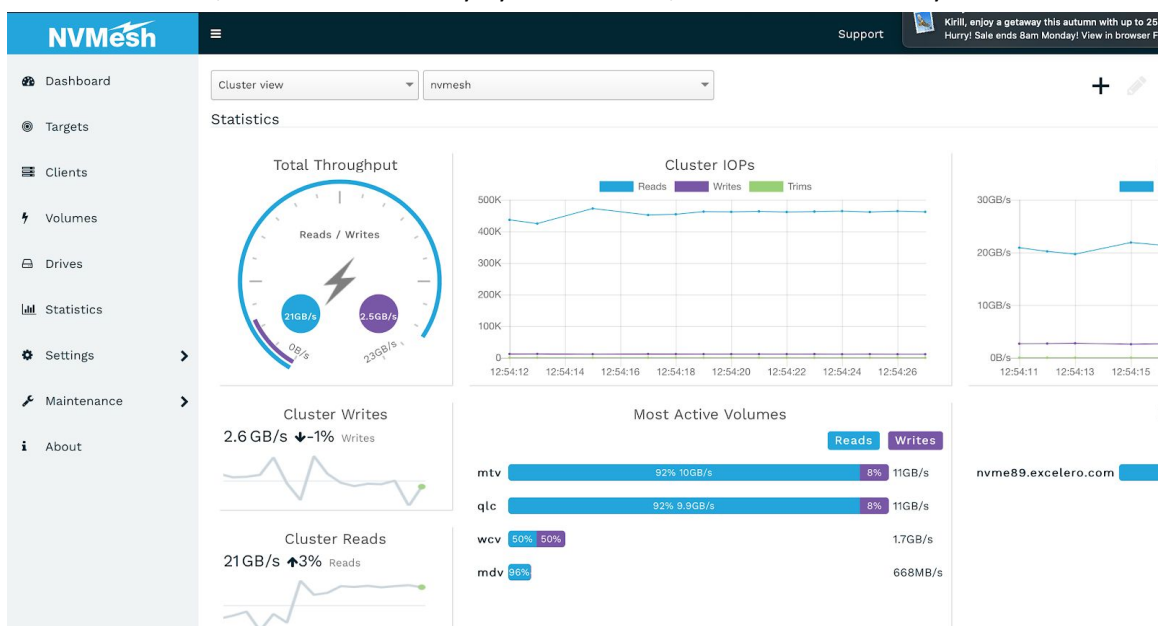 NVMesh
Support
Kirill, enjoy a getaway this autumn with up to 25
Hurry! Sale ends 8am Monday! View in browser F
Dashboard
Targets
Clients
Volumes
Drives
Statistics
Settings
Maintenance
About
Cluster view
nvmesh
Statistics
Total Throughput
Reads / Writes
21GB/s
2.5GB/s
0B/s
23GB/s
Cluster IOPs
Reads
Writes
Trims
500K
400K
300K
200K
100K
0
12:54:12
12:54:14
12:54:16
12:54:18
12:54:20
12:54:22
12:54:24
12:54:26
30GB/s
20GB/s
10GB/s
0B/s
12:54:11
12:54:13
12:54:15
Cluster Writes
2.6 GB/s -1% Writes
Cluster Reads
21 GB/s 3% Reads
Most Active Volumes
Reads Writes
mtv 92% 10GB/s 8% 11GB/s
qlc 92% 9.9GB/s 8% 11GB/s
wcv 50% 50% 1.7GB/s
mdv 96% 668MB/s
nvme89.excelero.com